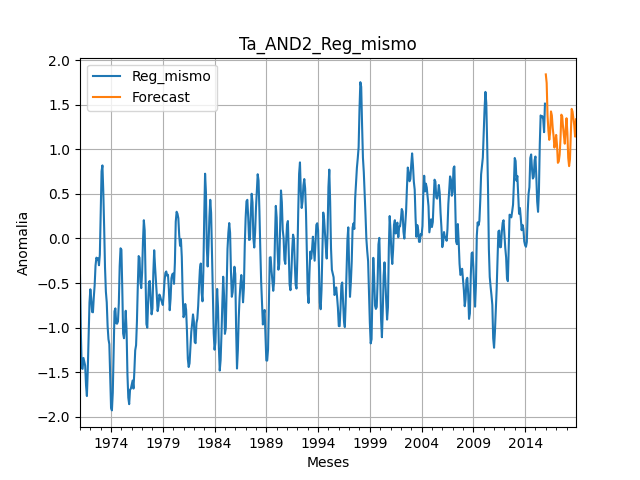 Ta_AND2_Reg_mismo
Reg_mismo
Forecast
2.0
1.5
1.0
0.5
0.0
−0.5
−1.0
−1.5
−2.0
Anomalia
1974 1979 1984 1989 1994 1999 2004 2009 2014
Meses